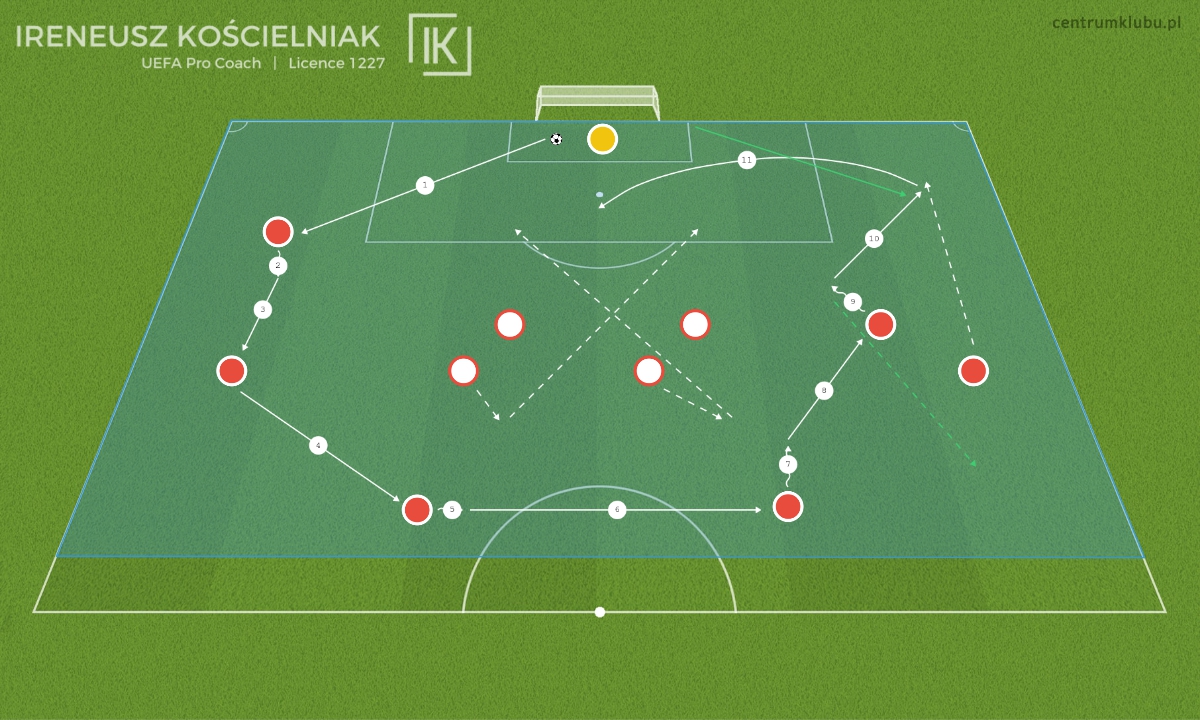 IRENEUSZ KOŚCIELNIAK
UEFA Pro Coach | Licence 1227
IK
centrumklubu.pl
11
1
10
2
9
3
8
4
7
5
6